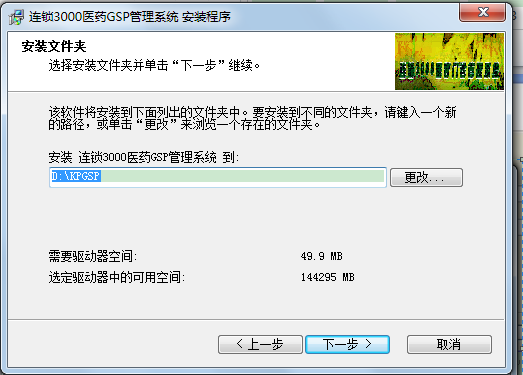 连锁3000医药GSP管理系统 安装程序
安装文件夹
选择安装文件夹并单击“下一步”继续。
该软件将安装到下面列出的文件夹中。要安装到不同的文件夹，请键入一个新
的路径，或单击“更改”来浏览一个存在的文件夹。
安装 连锁3000医药GSP管理系统 到:
D:\KPGSP
更改...
需要驱动器空间: 49.9 MB
选定驱动器中的可用空间: 144295 MB
< 上一步 下一步 > 取消